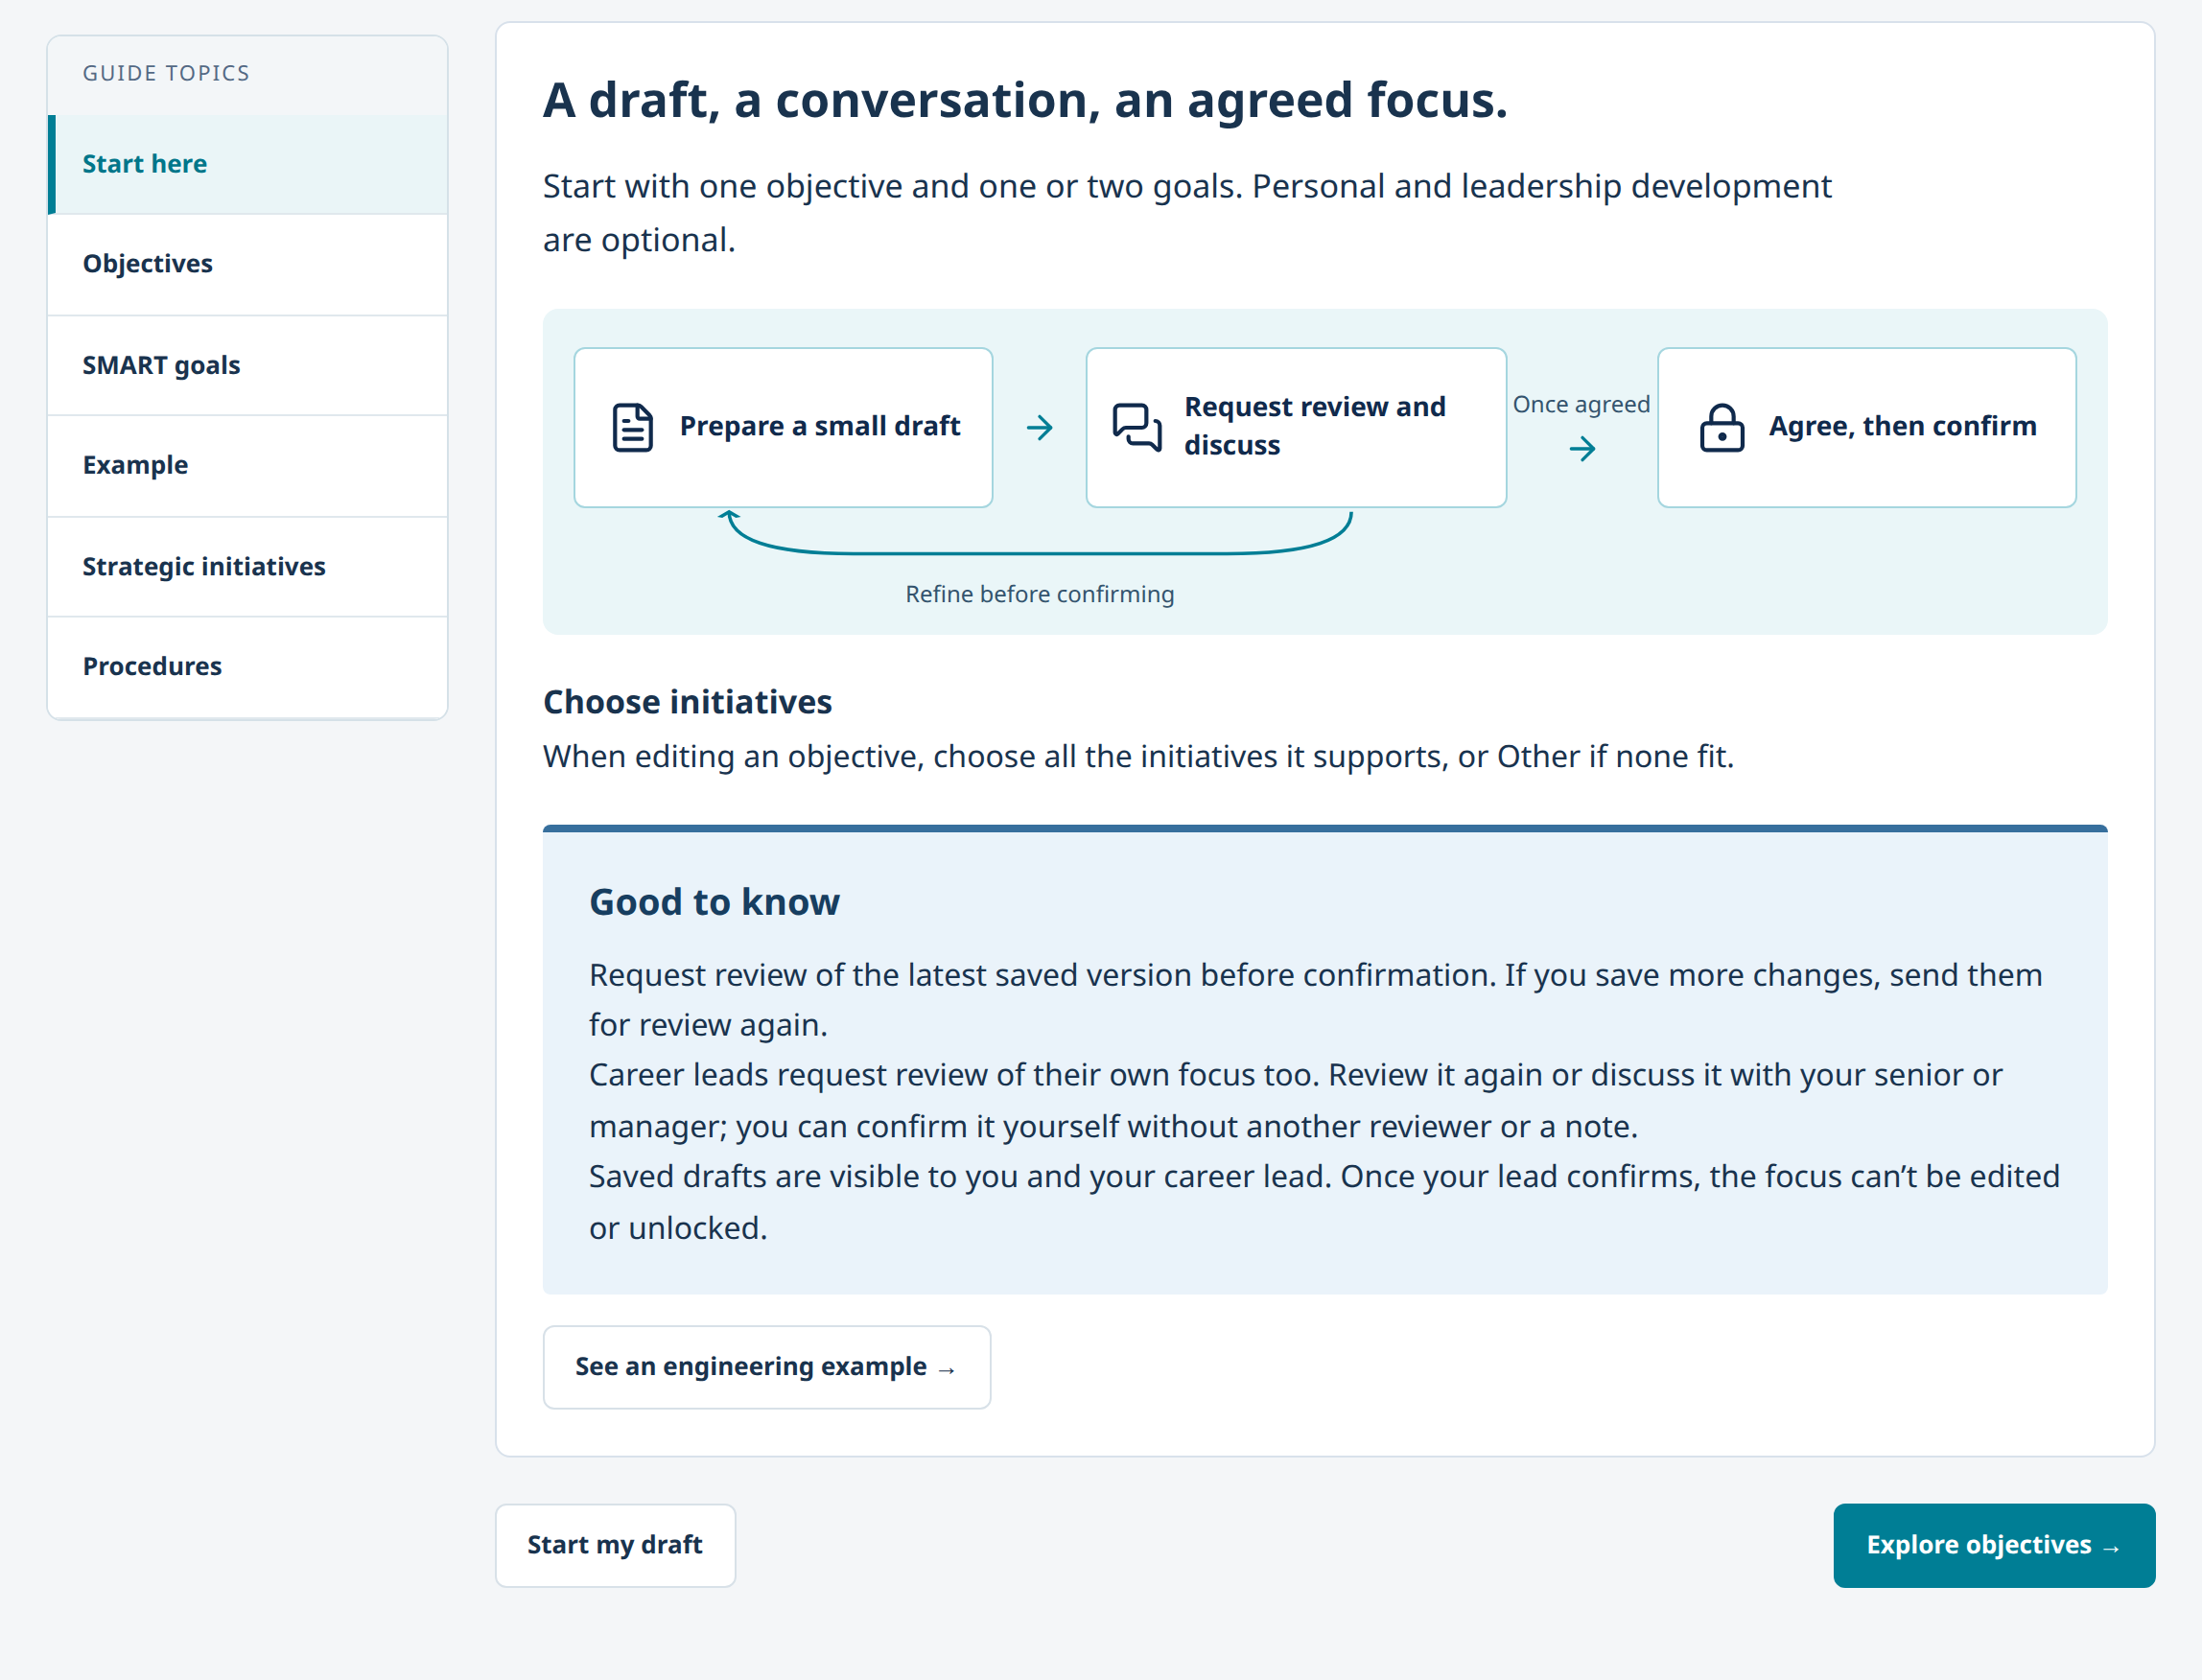 GUIDE TOPICS
Start here
Objectives
SMART goals
Example
Strategic initiatives
Procedures
A draft, a conversation, an agreed focus.
Start with one objective and one or two goals. Personal and leadership development
are optional.
Prepare a small draft
Request review and
discuss
Once agreed
Agree, then confirm
Refine before confirming
Choose initiatives
When editing an objective, choose all the initiatives it supports, or Other if none fit.
Good to know
Request review of the latest saved version before confirmation. If you save more changes, send them
for review again.
Career leads request review of their own focus too. Review it again or discuss it with your senior or
manager; you can confirm it yourself without another reviewer or a note.
Saved drafts are visible to you and your career lead. Once your lead confirms, the focus can’t be edited
or unlocked.
See an engineering example →
Start my draft
Explore objectives →